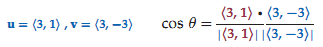 u = ⟨3, 1⟩ , v = ⟨3, −3⟩ cos θ = ⟨3, 1⟩ • ⟨3, −3⟩ / |⟨3, 1⟩| |⟨3, −3⟩|